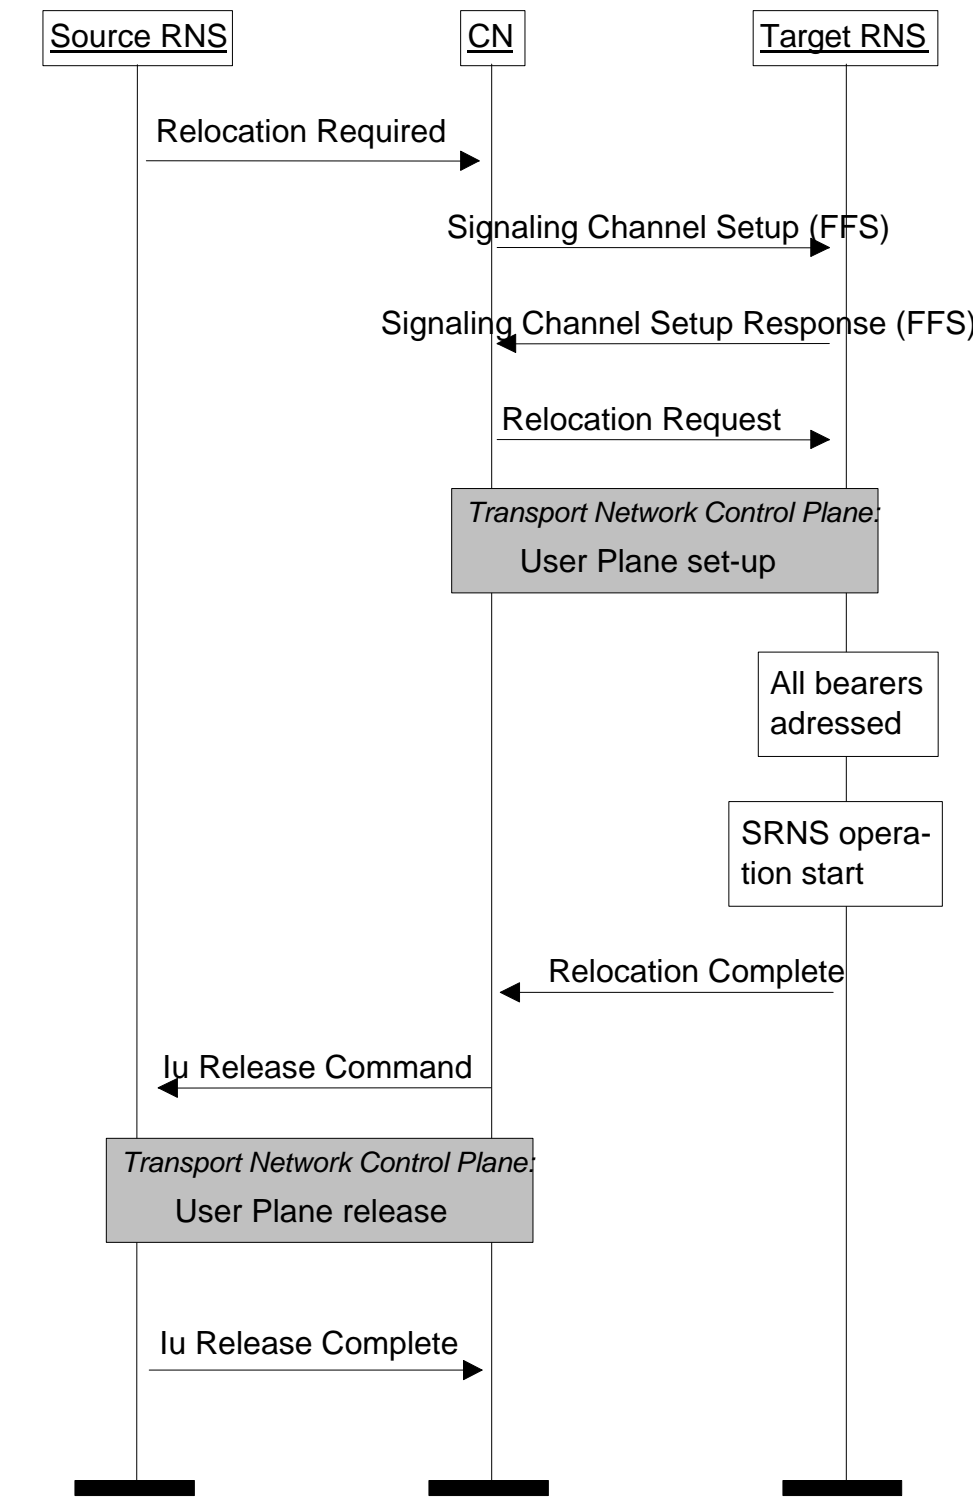 Source RNS
CN
Target RNS
Relocation Required
Signaling Channel Setup (FFS)
Signaling Channel Setup Response (FFS)
Relocation Request
Transport Network Control Plane:
User Plane set-up
All bearers
adressed
SRNS opera-
tion start
Relocation Complete
Iu Release Command
Transport Network Control Plane:
User Plane release
Iu Release Complete